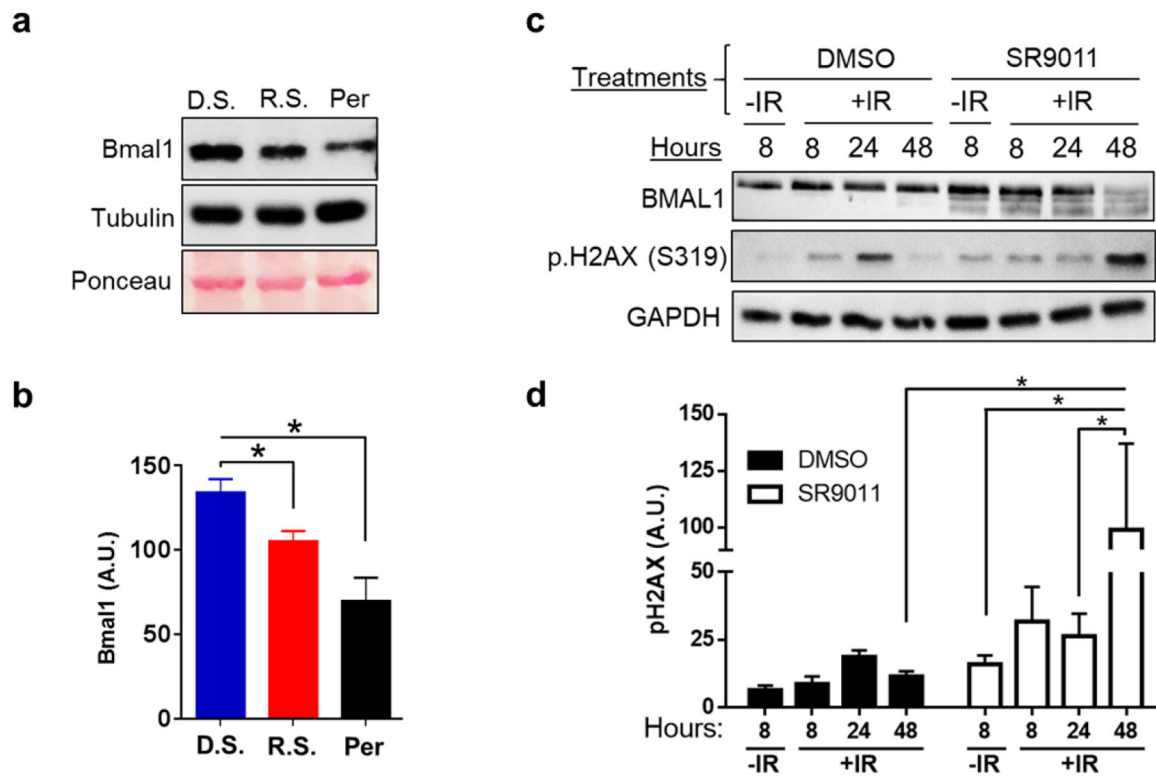 a
D.S. R.S. Per
Bmal1
Tubulin
Ponceau
b
* *
Bmal1 (A.U.)
150
100
50
0
D.S. R.S. Per
c
Treatments
DMSO SR9011
-IR +IR -IR +IR
Hours
8 8 24 48 8 8 24 48
BMAL1
p.H2AX (S319)
GAPDH
d
*
*
*
DMSO
SR9011
pH2AX (A.U.)
150
125
100
50
25
0
Hours: 8 8 24 48 8 8 24 48
-IR +IR -IR +IR